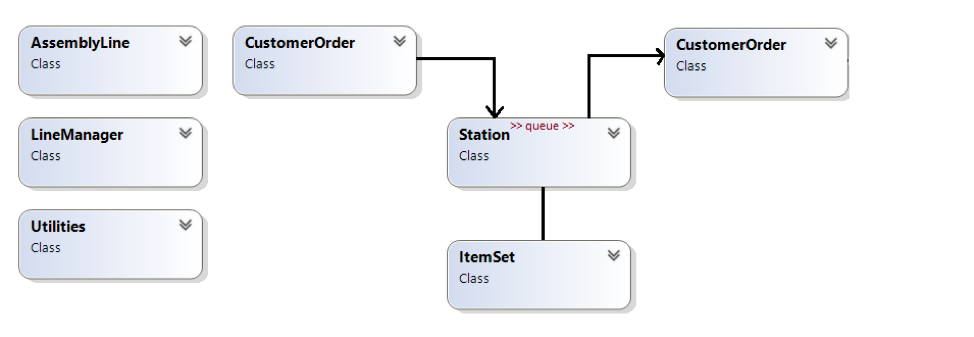 AssemblyLine
Class
CustomerOrder
Class
CustomerOrder
Class
LineManager
Class
>> queue >>
Station
Class
Utilities
Class
ItemSet
Class